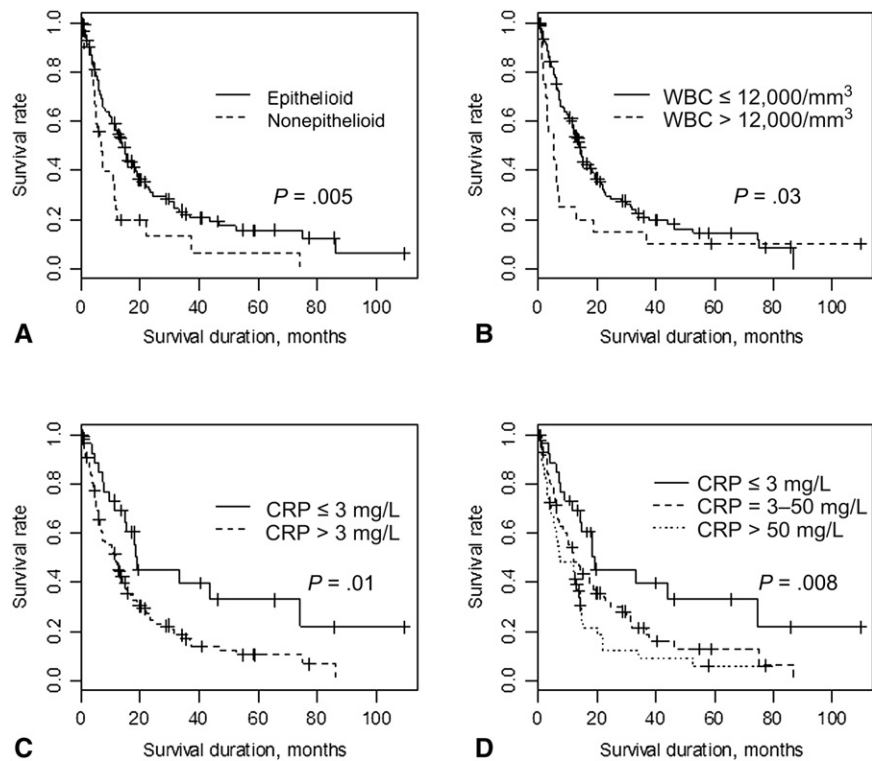 1.0
0.8
0.6
0.4
0.2
0.0
Survival rate
Epithelioid
Nonepithelioid
P = .005
0 20 40 60 80 100
Survival duration, months
A
1.0
0.8
0.6
0.4
0.2
0.0
Survival rate
WBC ≤ 12,000/mm³
WBC > 12,000/mm³
P = .03
0 20 40 60 80 100
Survival duration, months
B
1.0
0.8
0.6
0.4
0.2
0.0
Survival rate
CRP ≤ 3 mg/L
CRP > 3 mg/L
P = .01
0 20 40 60 80 100
Survival duration, months
C
1.0
0.8
0.6
0.4
0.2
0.0
Survival rate
CRP ≤ 3 mg/L
CRP = 3–50 mg/L
CRP > 50 mg/L
P = .008
0 20 40 60 80 100
Survival duration, months
D